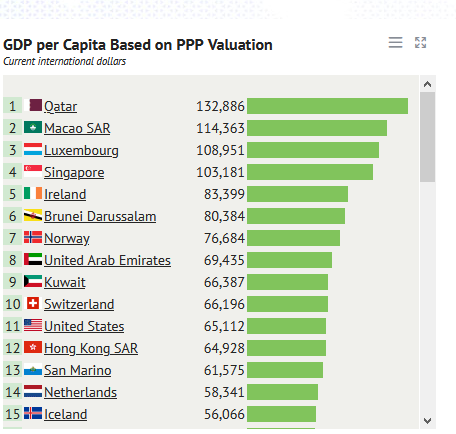 GDP per Capita Based on PPP Valuation
Current international dollars
1 Qatar 132,886
2 Macao SAR 114,363
3 Luxembourg 108,951
4 Singapore 103,181
5 Ireland 83,399
6 Brunei Darussalam 80,384
7 Norway 76,684
8 United Arab Emirates 69,435
9 Kuwait 66,387
10 Switzerland 66,196
11 United States 65,112
12 Hong Kong SAR 64,928
13 San Marino 61,575
14 Netherlands 58,341
15 Iceland 56,066